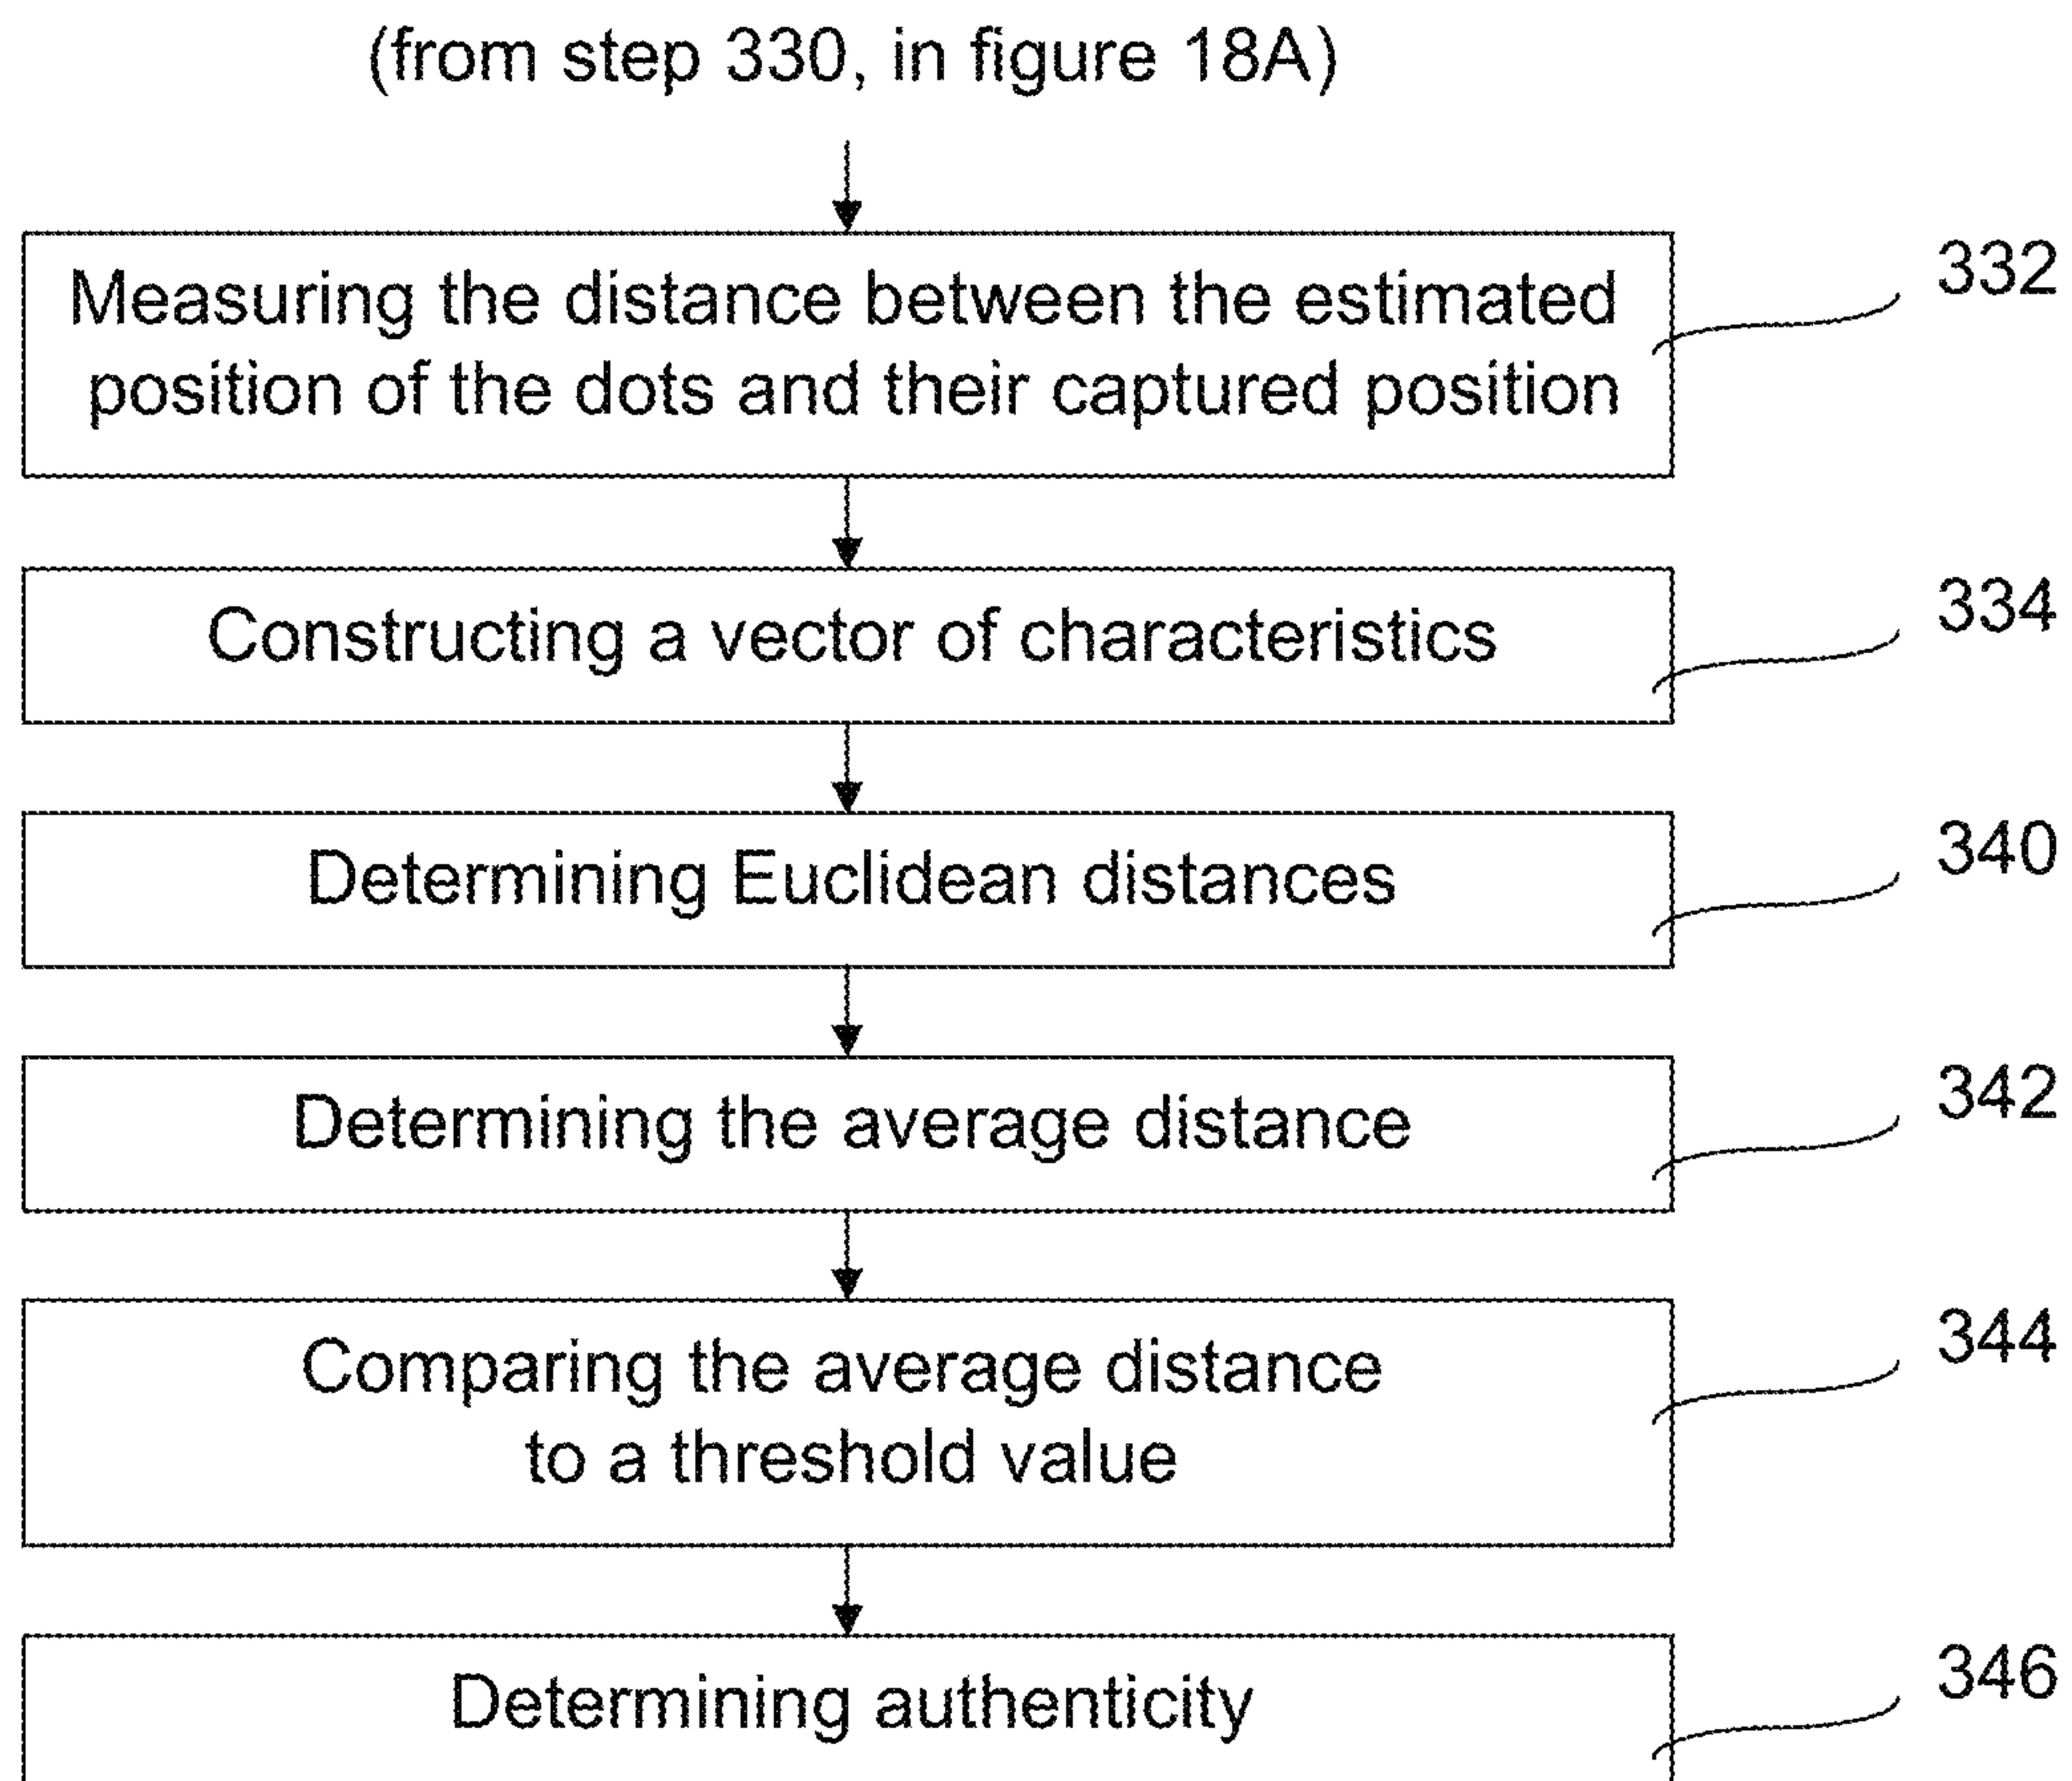 (from step 330, in figure 18A)
Measuring the distance between the estimated
position of the dots and their captured position
332
Constructing a vector of characteristics
334
Determining Euclidean distances
340
Determining the average distance
342
Comparing the average distance
to a threshold value
344
Determining authenticity
346